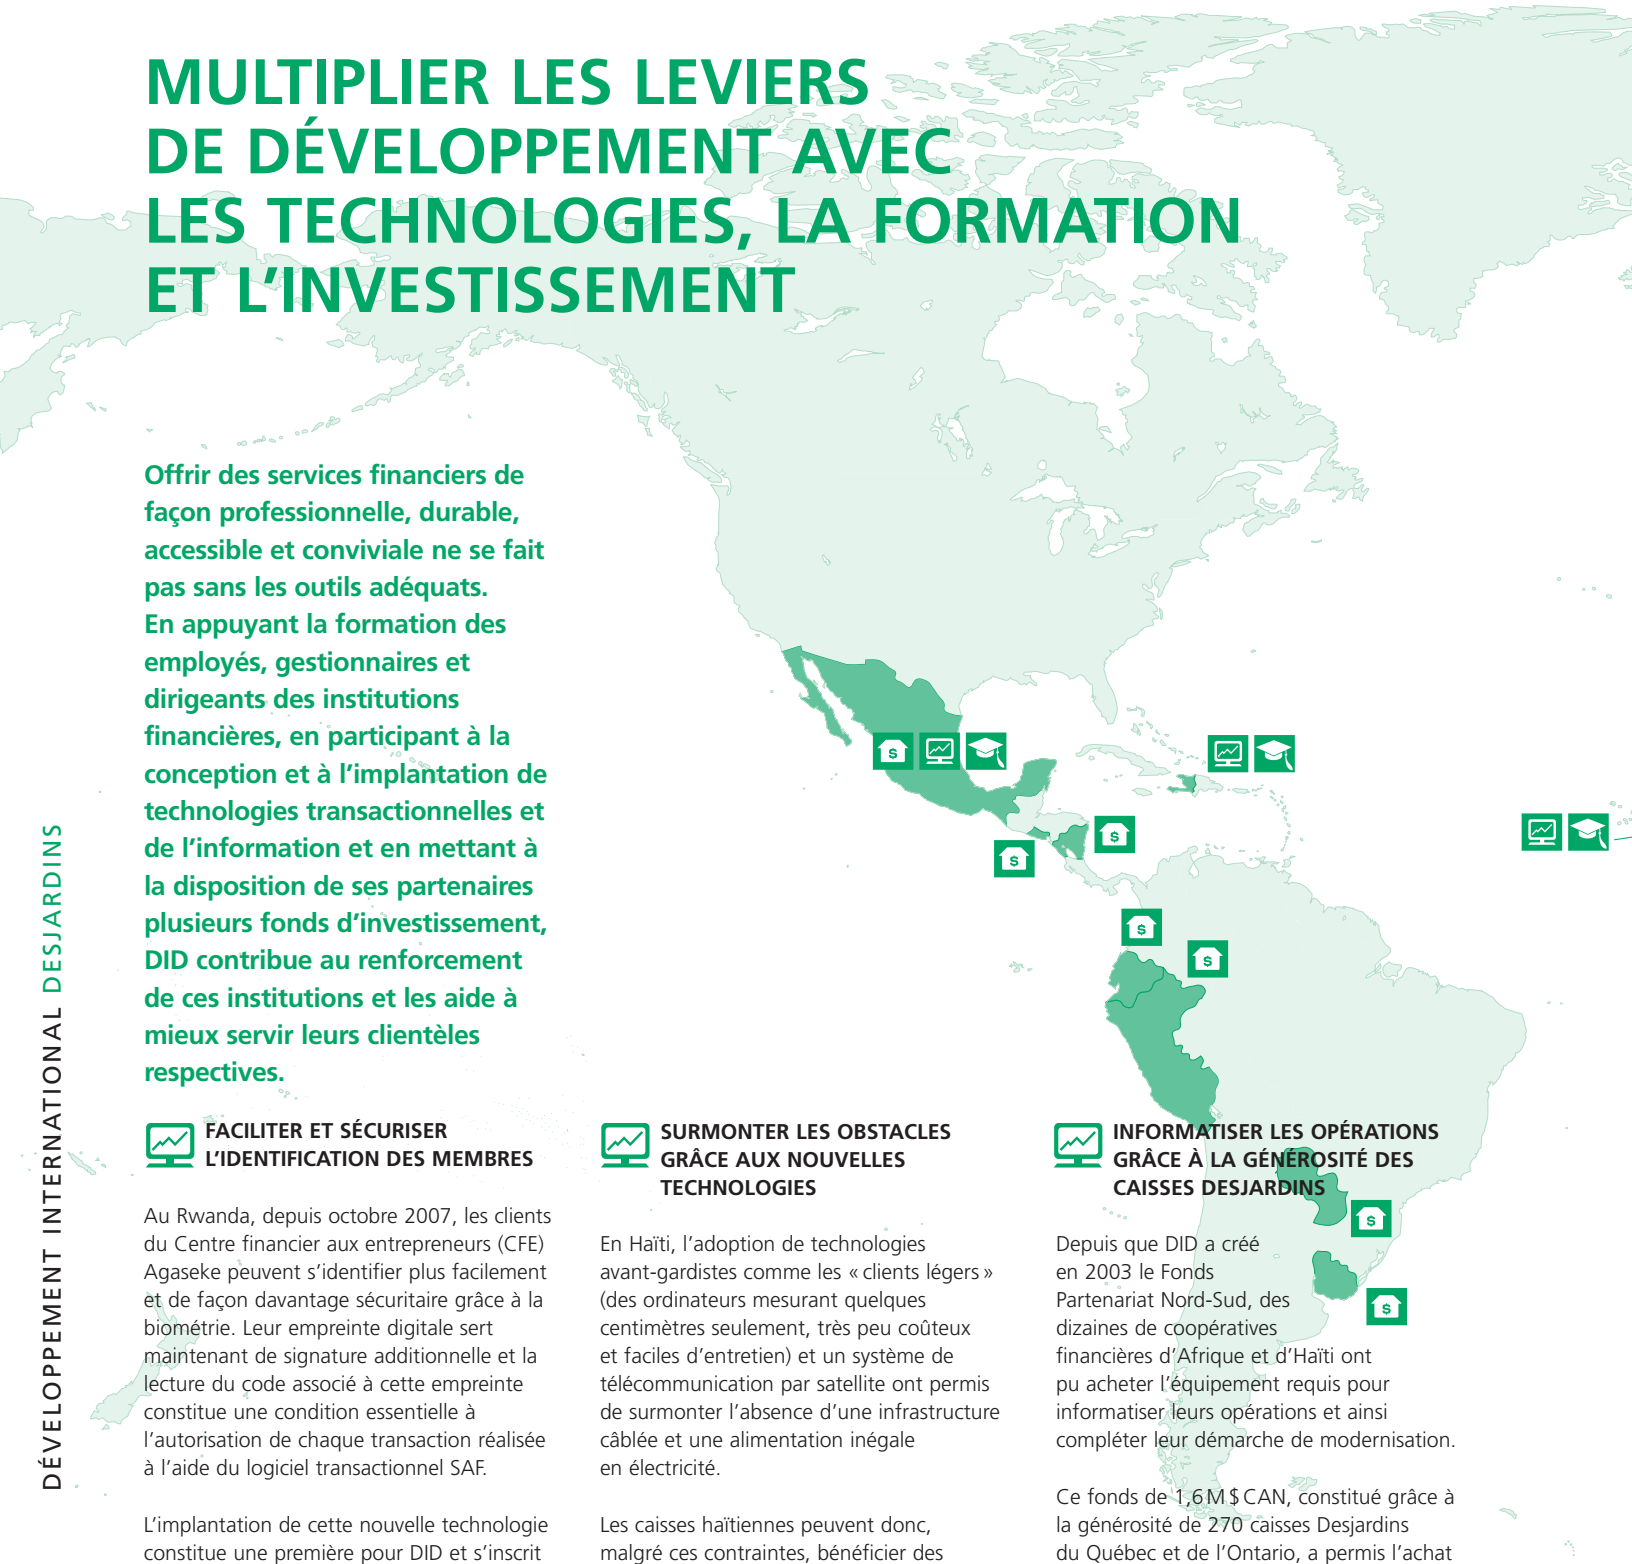 MULTIPLIER LES LEVIERS
DE DÉVELOPPEMENT AVEC
LES TECHNOLOGIES, LA FORMATION
ET L’INVESTISSEMENT
Offrir des services financiers de
façon professionnelle, durable,
accessible et conviviale ne se fait
pas sans les outils adéquats.
En appuyant la formation des
employés, gestionnaires et
dirigeants des institutions
financières, en participant à la
conception et à l’implantation de
technologies transactionnelles et
de l’information et en mettant à
la disposition de ses partenaires
plusieurs fonds d’investissement,
DID contribue au renforcement
de ces institutions et les aide à
mieux servir leurs clientèles
respectives.
DÉVELOPPEMENT INTERNATIONAL DESJARDINS
FACILITER ET SÉCURISER
L’IDENTIFICATION DES MEMBRES
Au Rwanda, depuis octobre 2007, les clients
du Centre financier aux entrepreneurs (CFE)
Agaseke peuvent s’identifier plus facilement
et de façon davantage sécuritaire grâce à la
biométrie. Leur empreinte digitale sert
maintenant de signature additionnelle et la
lecture du code associé à cette empreinte
constitue une condition essentielle à
l’autorisation de chaque transaction réalisée
à l’aide du logiciel transactionnel SAF.
L’implantation de cette nouvelle technologie
constitue une première pour DID et s’inscrit
SURMONTER LES OBSTACLES
GRÂCE AUX NOUVELLES
TECHNOLOGIES
En Haïti, l’adoption de technologies
avant-gardistes comme les « clients légers »
(des ordinateurs mesurant quelques
centimètres seulement, très peu coûteux
et faciles d’entretien) et un système de
télécommunication par satellite ont permis
de surmonter l’absence d’une infrastructure
câblée et une alimentation inégale
en électricité.
Les caisses haïtiennes peuvent donc,
malgré ces contraintes, bénéficier des
INFORMATISER LES OPÉRATIONS
GRÂCE À LA GÉNÉROSITÉ DES
CAISSES DESJARDINS
Depuis que DID a créé
en 2003 le Fonds
Partenariat Nord-Sud, des
dizaines de coopératives
financières d’Afrique et d’Haïti ont
pu acheter l’équipement requis pour
informatiser leurs opérations et ainsi
compléter leur démarche de modernisation.
Ce fonds de 1,6 M $ CAN, constitué grâce à
la générosité de 270 caisses Desjardins
du Québec et de l’Ontario, a permis l’achat